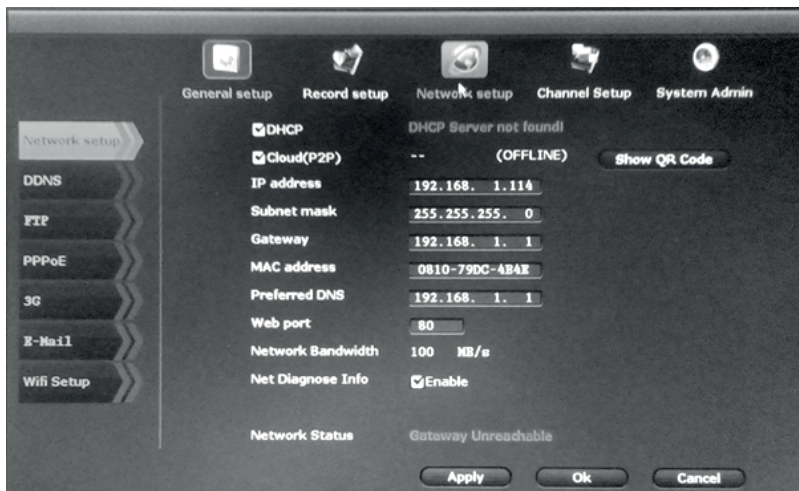 General setup Record setup Network setup Channel Setup System Admin
Network setup
DDNS
FTP
PPPoE
3G
E-Mail
Wifi Setup
DHCP DHCP Server not found!
Cloud(P2P) -- (OFFLINE) Show QR Code
IP address 192.168. 1.114
Subnet mask 255.255.255. 0
Gateway 192.168. 1. 1
MAC address 0810-79DC-4B4E
Preferred DNS 192.168. 1. 1
Web port 80
Network Bandwidth 100 MB/s
Net Diagnose Info Enable
Network Status Gateway Unreachable
Apply Ok Cancel